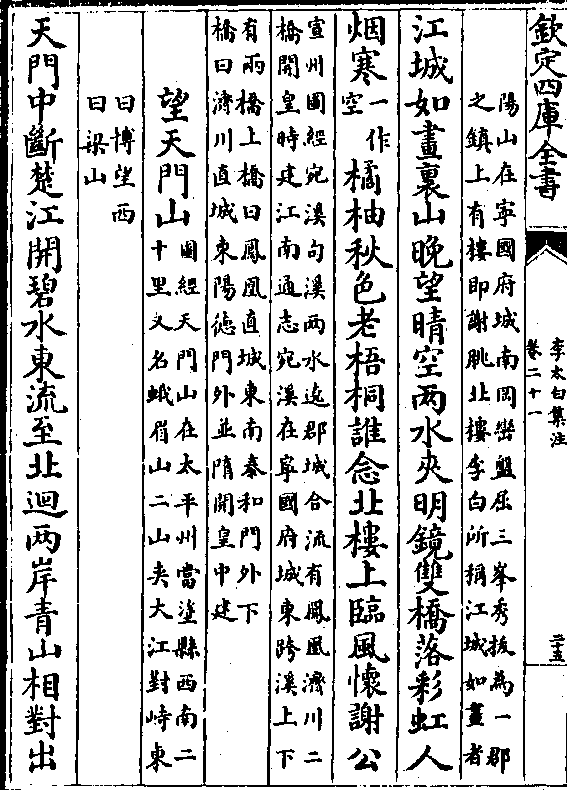 欽定四庫全書
李太白集注
卷二十一
二十五
陽山在寧國府城南岡巒盤屈三峯秀拔為一郡
之鎮上有樓即謝朓北樓李白所稱江城如畫者
江城如畫裏山晚望晴空两水夾明鏡雙橋落彩虹人
烟寒一作空橘柚秋色老梧桐誰念北樓上臨風懷謝公
宣州圖經宛溪句溪兩水遶郡城合流有鳳凰濟川二
橋開皇時建江南通志宛溪在寧國府城東跨溪上下
有兩橋上橋曰鳳凰直城東南泰和門外下
橋曰濟川直城東陽徳門外並隋開皇中建
望天門山圖經天門山在太平州當塗縣西南二
十里又名蛾眉山二山夹大江對峙東
曰博望西
曰梁山
天門中斷楚江開碧水東流至北迴两岸青山相對出